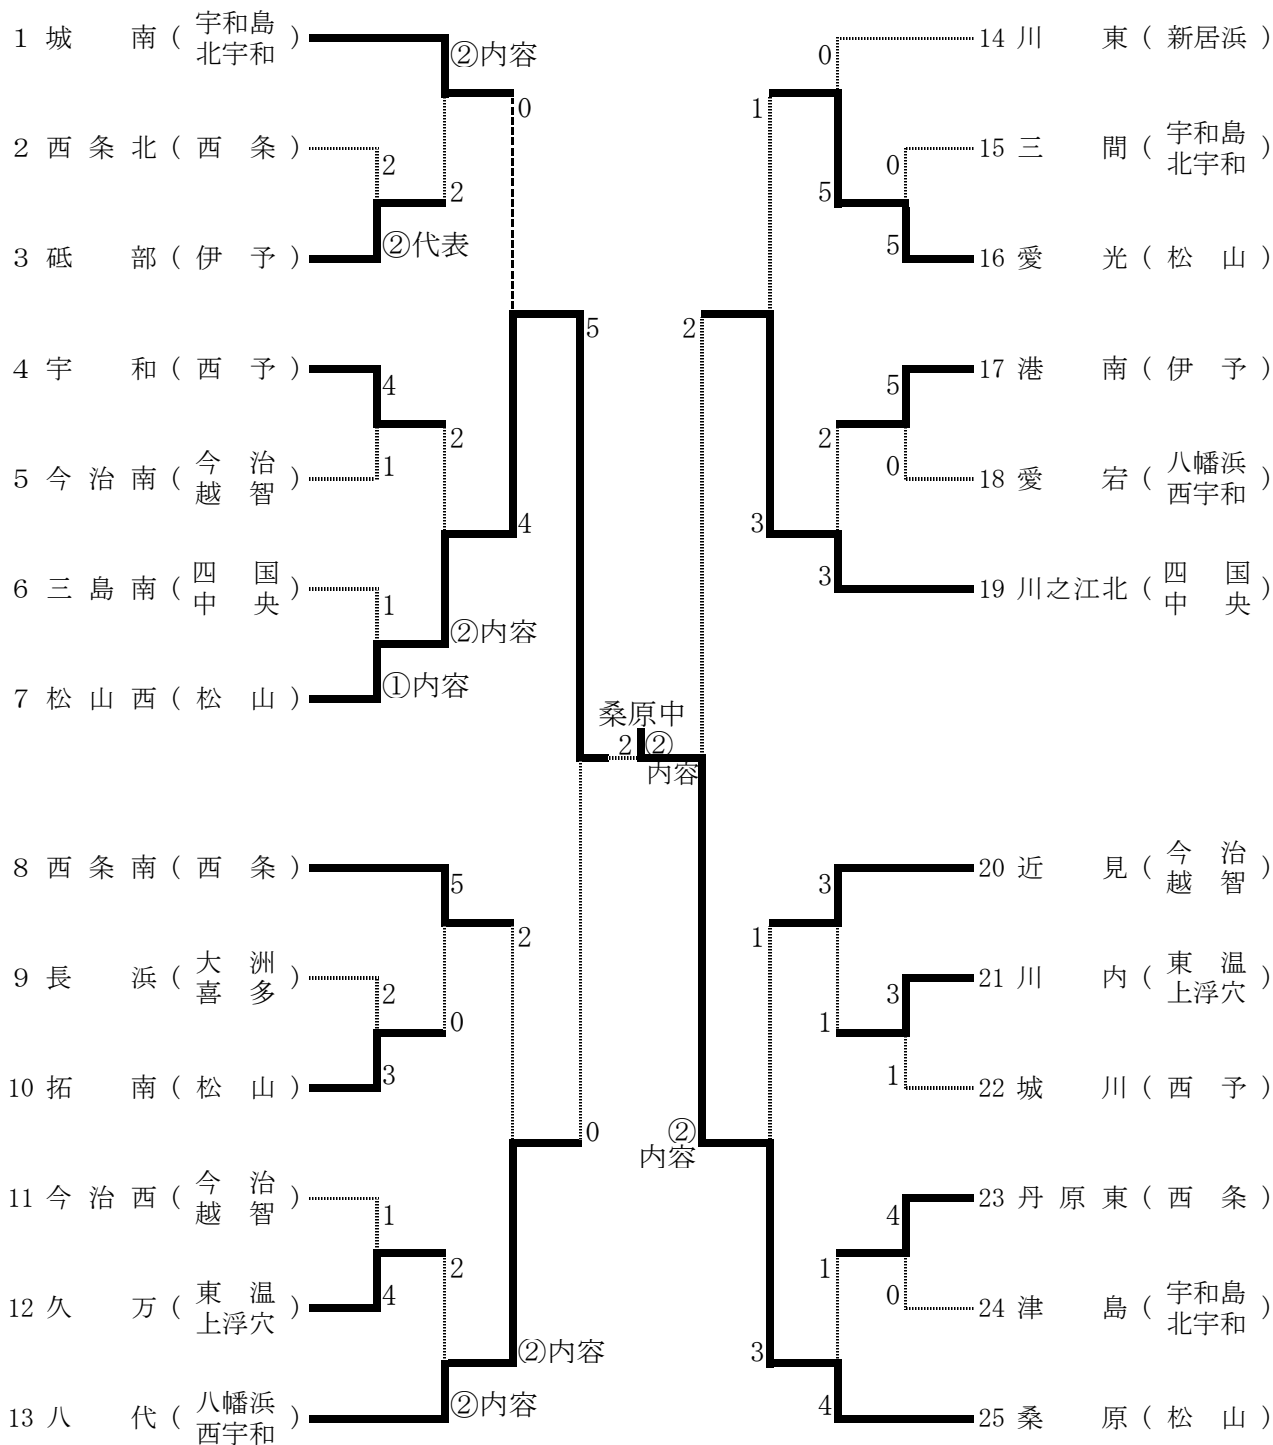 1 城南（宇和島北宇和）
②内容
0
2 西条北（西条）
2
2
3 砥部（伊予）
②代表
5
4 宇和（西予）
4
2
5 今治南（今治越智）
1
4
6 三島南（四国中央）
1
②内容
7 松山西（松山）
①内容
8 西条南（西条）
5
2
9 長浜（大洲喜多）
2
0
10 拓南（松山）
3
0
11 今治西（今治越智）
1
2
12 久万（東温上浮穴）
4
②内容
13 八代（八幡浜西宇和）
②内容
桑原中
2 ②
内容
14 川東（新居浜）
0
1
15 三間（宇和島北宇和）
0
5
16 愛光（松山）
5
2
17 港南（伊予）
5
2
18 愛宕（八幡浜西宇和）
0
3
19 川之江北（四国中央）
3
20 近見（今治越智）
3
1
21 川内（東温上浮穴）
3
1
22 城川（西予）
1
②
内容
23 丹原東（西条）
4
1
24 津島（宇和島北宇和）
0
3
25 桑原（松山）
4